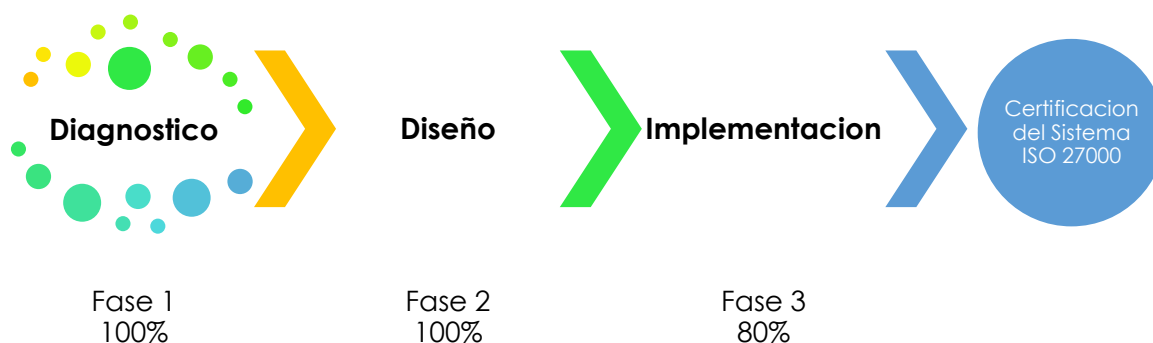 Diagnostico
Diseño
Implementacion
Certificacion
del Sistema
ISO 27000
Fase 1
100%
Fase 2
100%
Fase 3
80%